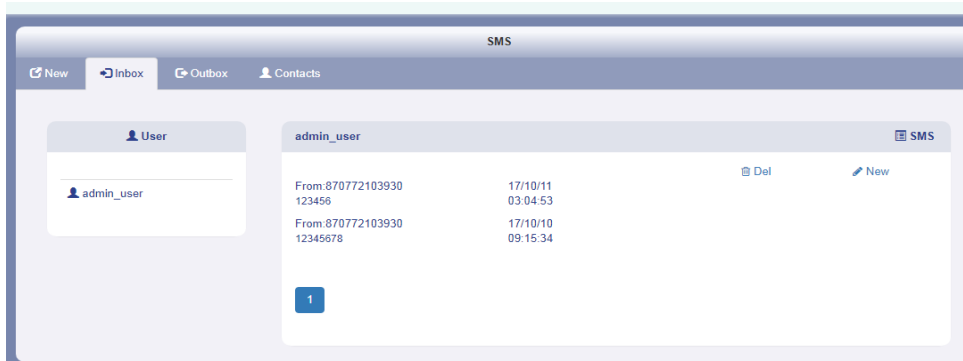 SMS
New Inbox Outbox Contacts
User
admin_user
admin_user SMS
Del New
From:870772103930 17/10/11
123456 03:04:53
From:870772103930 17/10/10
12345678 09:15:34
1